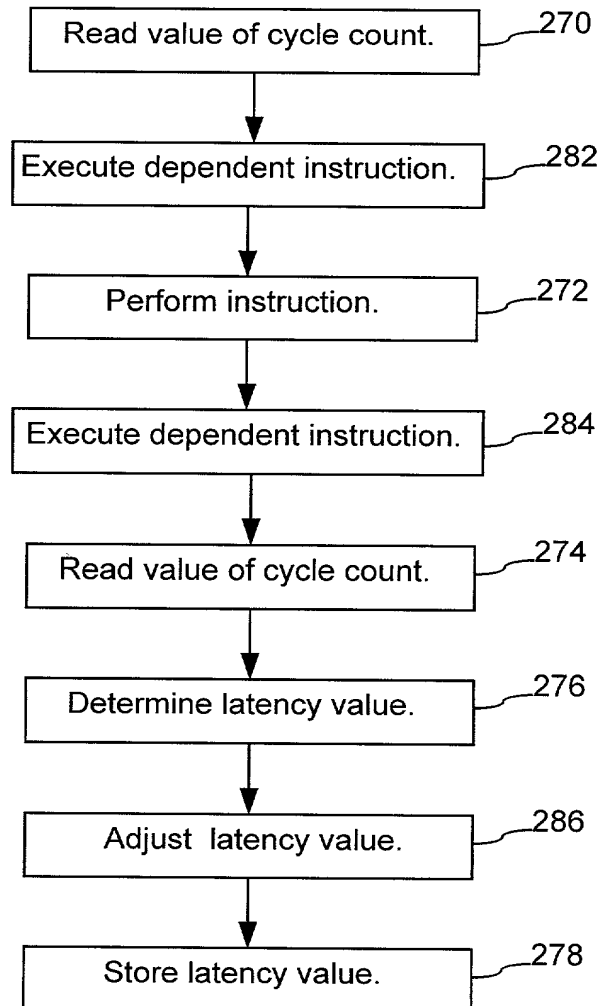 Read value of cycle count. 270
Execute dependent instruction. 282
Perform instruction. 272
Execute dependent instruction. 284
Read value of cycle count. 274
Determine latency value. 276
Adjust latency value. 286
Store latency value. 278